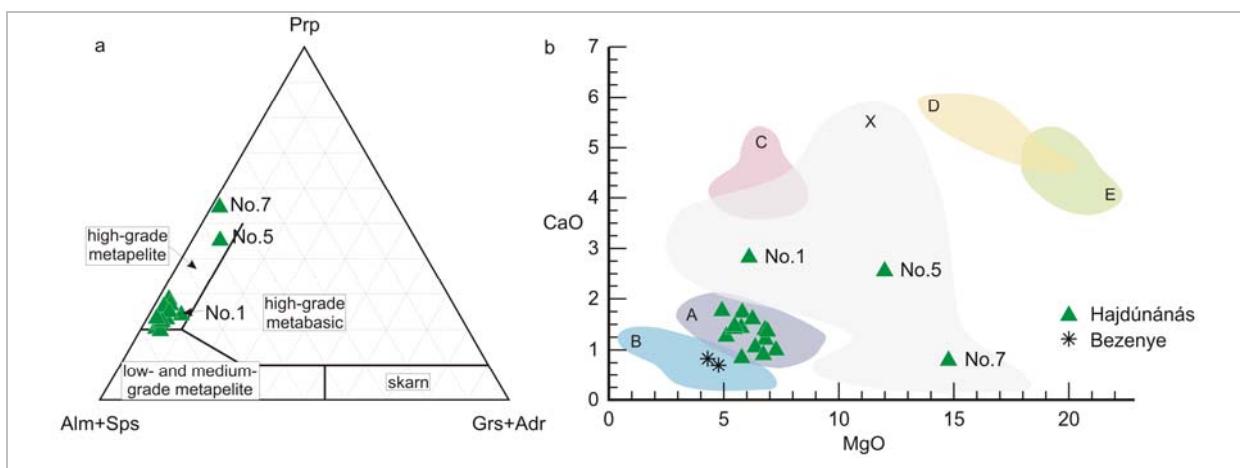 a
Prp
No.7
No.5
high-grade
metapelite
high-grade
metabasic
No.1
low- and medium-
grade metapelite
skarn
Alm+Sps
Grs+Adr
b
7
6
5
4
3
2
1
0
CaO
0
5
10
15
20
MgO
A
B
C
D
E
X
No.1
No.5
No.7
Hajdúnánás
Bezenye